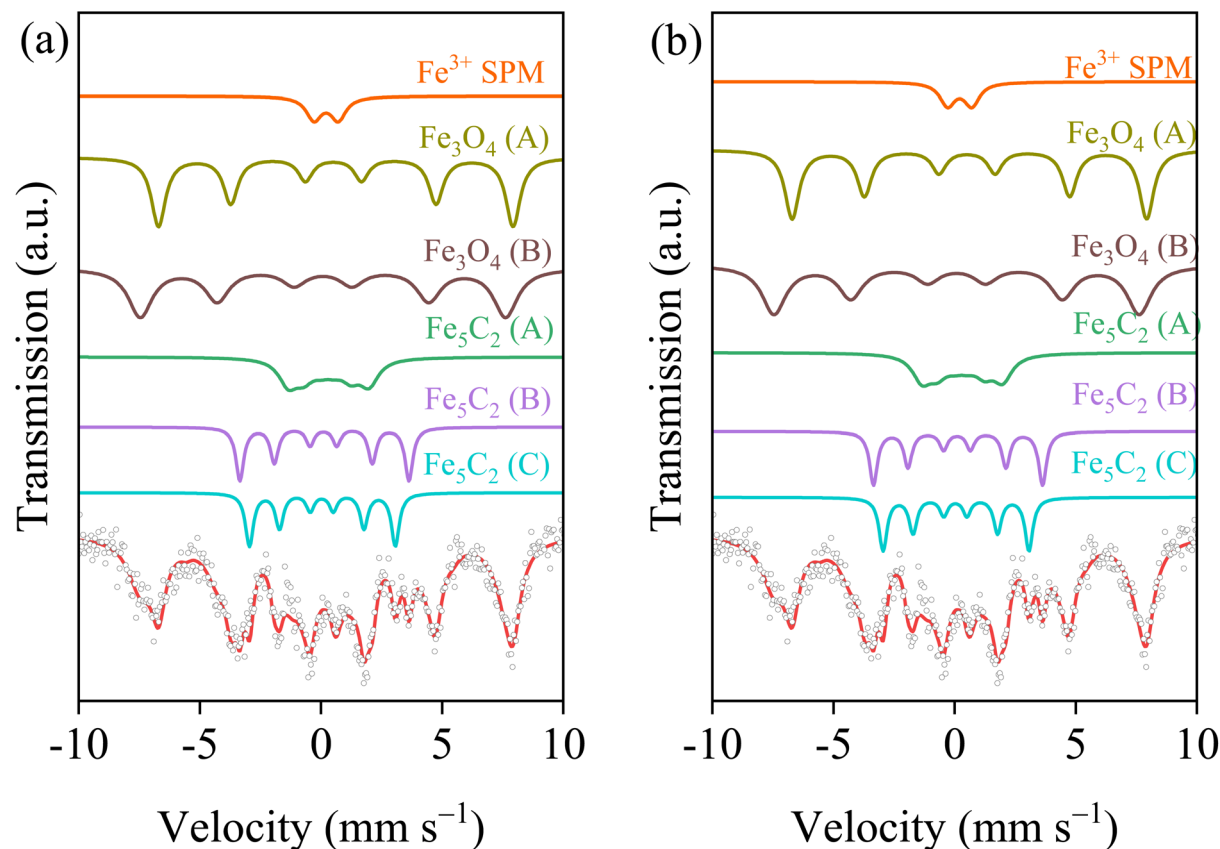 (a)
Fe³⁺ SPM
Fe₃O₄ (A)
Fe₃O₄ (B)
Fe₅C₂ (A)
Fe₅C₂ (B)
Fe₅C₂ (C)
Transmission (a.u.)
-10 -5 0 5 10
Velocity (mm s⁻¹)
(b)
Fe³⁺ SPM
Fe₃O₄ (A)
Fe₃O₄ (B)
Fe₅C₂ (A)
Fe₅C₂ (B)
Fe₅C₂ (C)
Transmission (a.u.)
-10 -5 0 5 10
Velocity (mm s⁻¹)